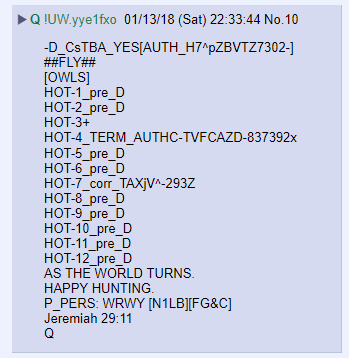 ▶ Q !UW.yye1fxo 01/13/18 (Sat) 22:33:44 No.10
-D_CsTBA_YES[AUTH_H7^pZBVTZ7302-]
##FLY##
[OWLS]
HOT-1_pre_D
HOT-2_pre_D
HOT-3+
HOT-4_TERM_AUTHC-TVFCAZD-837392x
HOT-5_pre_D
HOT-6_pre_D
HOT-7_corr_TAXjV^-293Z
HOT-8_pre_D
HOT-9_pre_D
HOT-10_pre_D
HOT-11_pre_D
HOT-12_pre_D
AS THE WORLD TURNS.
HAPPY HUNTING.
P_PERS: WRWY [N1LB][FG&C]
Jeremiah 29:11
Q